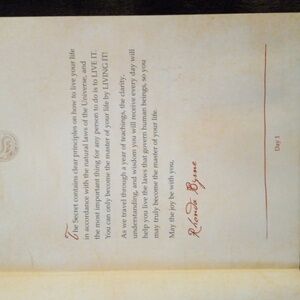 The Secret contains clear principles on how to live your life
in accordance with the natural laws of the Universe, and
the most important thing for any person to do is to LIVE IT.
You can only become the master of your life by LIVING IT!
As we travel through a year of teachings, the clarity,
understanding, and wisdom you will receive every day will
help you live the laws that govern human beings, so you
may truly become the master of your life.
May the joy be with you,
Rhonda Byrne
Day 1